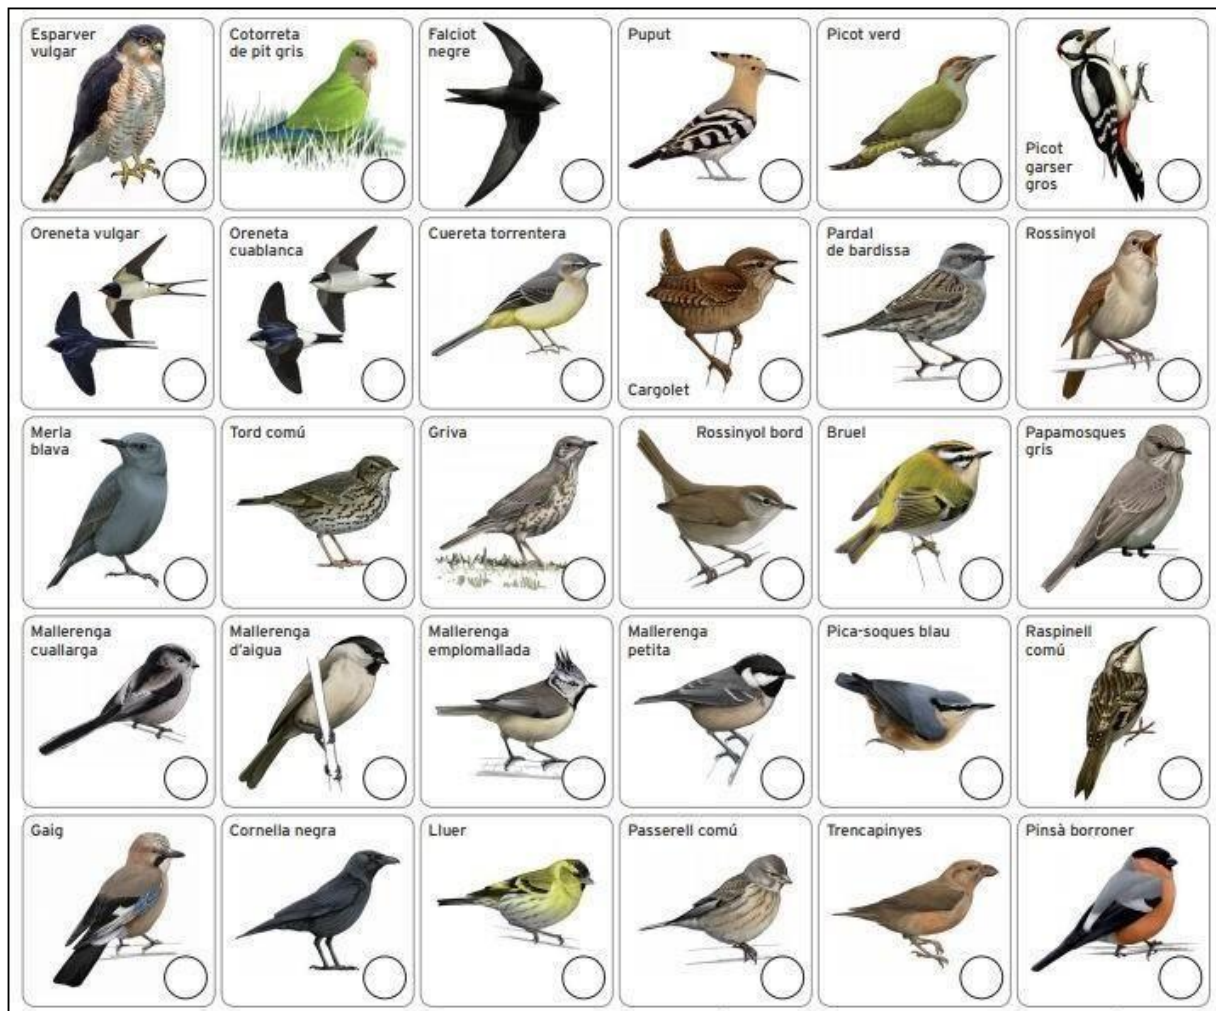 Esparver
vulgar
Cotorreta
de pit gris
Falciot
negre
Puput
Picot verd
Picot
garser
gros
Oreneta vulgar
Oreneta
cuablanca
Cuereta torrentera
Cargolet
Pardal
de bardissa
Rossinyol
Merla
blava
Tord comú
Griva
Rossinyol bord
Bruel
Papamosques
gris
Mallerenga
cuallarga
Mallerenga
d'aigua
Mallerenga
emplomallada
Mallerenga
petita
Pica-soques blau
Raspinell
comú
Gaig
Cornella negra
Lluer
Passerell comú
Trencapinyes
Pinsà borroner